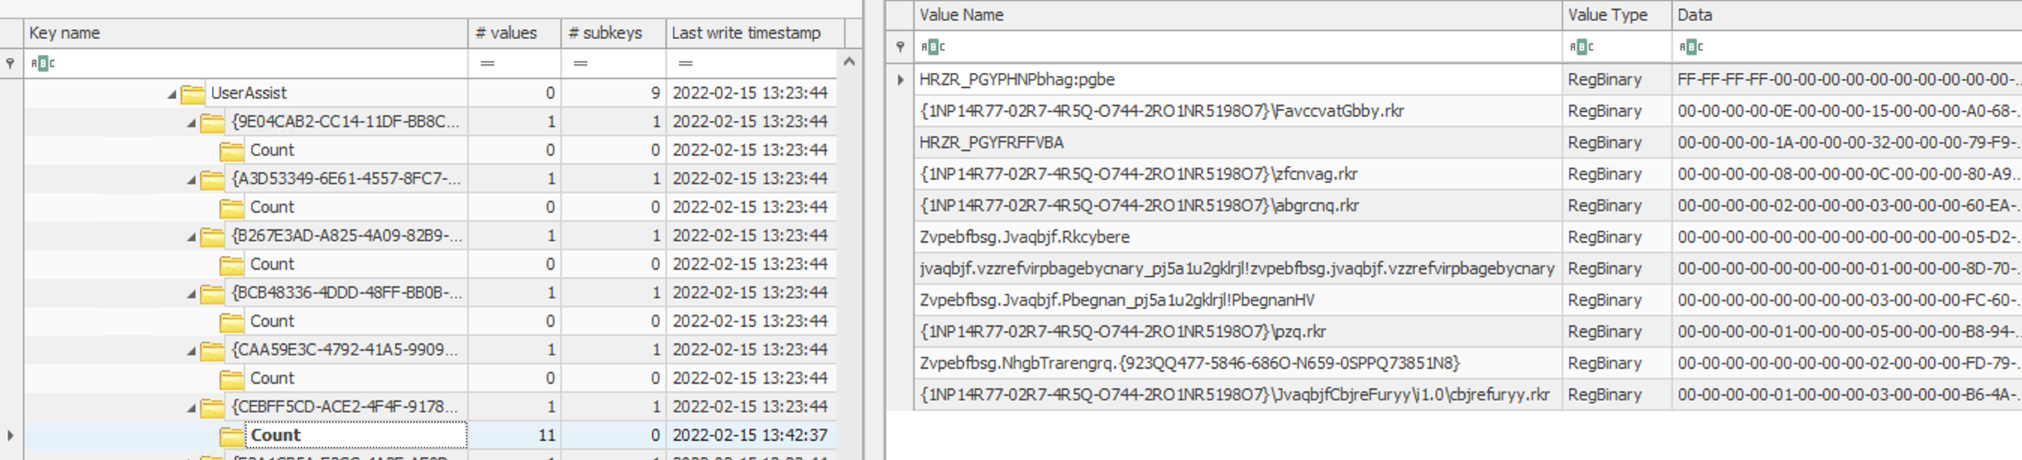 Key name # values # subkeys Last write timestamp
= = =
UserAssist 0 9 2022-02-15 13:23:44
{9E04CAB2-CC14-11DF-BB8C... 1 1 2022-02-15 13:23:44
Count 0 0 2022-02-15 13:23:44
{A3D53349-6E61-4557-8FC7-... 1 1 2022-02-15 13:23:44
Count 0 0 2022-02-15 13:23:44
{B267E3AD-A825-4A09-82B9-... 1 1 2022-02-15 13:23:44
Count 0 0 2022-02-15 13:23:44
{BCB48336-4DDD-48FF-BB0B-... 1 1 2022-02-15 13:23:44
Count 0 0 2022-02-15 13:23:44
{CAA59E3C-4792-41A5-9909... 1 1 2022-02-15 13:23:44
Count 0 0 2022-02-15 13:23:44
{CEBFF5CD-ACE2-4F4F-9178... 1 1 2022-02-15 13:23:44
Count 11 0 2022-02-15 13:42:37
Value Name Value Type Data
HRZR_PGYPHNPbhag:pgbe RegBinary FF-FF-FF-FF-00-00-00-00-00-00-00-00-00-..
{1NP14R77-02R7-4R5Q-O744-2RO1NR5198O7}\FavccvatGbby.rkr RegBinary 00-00-00-00-0E-00-00-00-15-00-00-00-A0-68-..
HRZR_PGYFRFFVBA RegBinary 00-00-00-00-1A-00-00-00-32-00-00-00-79-F9-..
{1NP14R77-02R7-4R5Q-O744-2RO1NR5198O7}\zfcnvag.rkr RegBinary 00-00-00-00-08-00-00-00-0C-00-00-00-80-A9...
{1NP14R77-02R7-4R5Q-O744-2RO1NR5198O7}\abgrcnq.rkr RegBinary 00-00-00-00-02-00-00-00-03-00-00-00-60-EA-..
Zvpebfbsg.Jvaqbjf.Rkcybere RegBinary 00-00-00-00-00-00-00-00-00-00-00-00-05-D2-..
jvaqbjf.vzzrefvirpbagebycnary_pj5a1u2gklrjl!zvpebfbsg.jvaqbjf.vzzrefvirpbagebycnary RegBinary 00-00-00-00-00-00-00-00-01-00-00-00-8D-70-..
Zvpebfbsg.Jvaqbjf.Pbegnan_pj5a1u2gklrjl!PbegnanHV RegBinary 00-00-00-00-00-00-00-00-03-00-00-00-FC-60-..
{1NP14R77-02R7-4R5Q-O744-2RO1NR5198O7}\pzq.rkr RegBinary 00-00-00-00-01-00-00-00-05-00-00-00-B8-94-..
Zvpebfbsg.NhgbTrarengrq.{923QQ477-5846-686O-N659-0SPPQ73851N8} RegBinary 00-00-00-00-00-00-00-00-02-00-00-00-FD-79-..
{1NP14R77-02R7-4R5Q-O744-2RO1NR5198O7}\JvaqbjfCbjreFuryy\i1.0\cbjrefuryy.rkr RegBinary 00-00-00-00-01-00-00-00-03-00-00-00-B6-4A-..